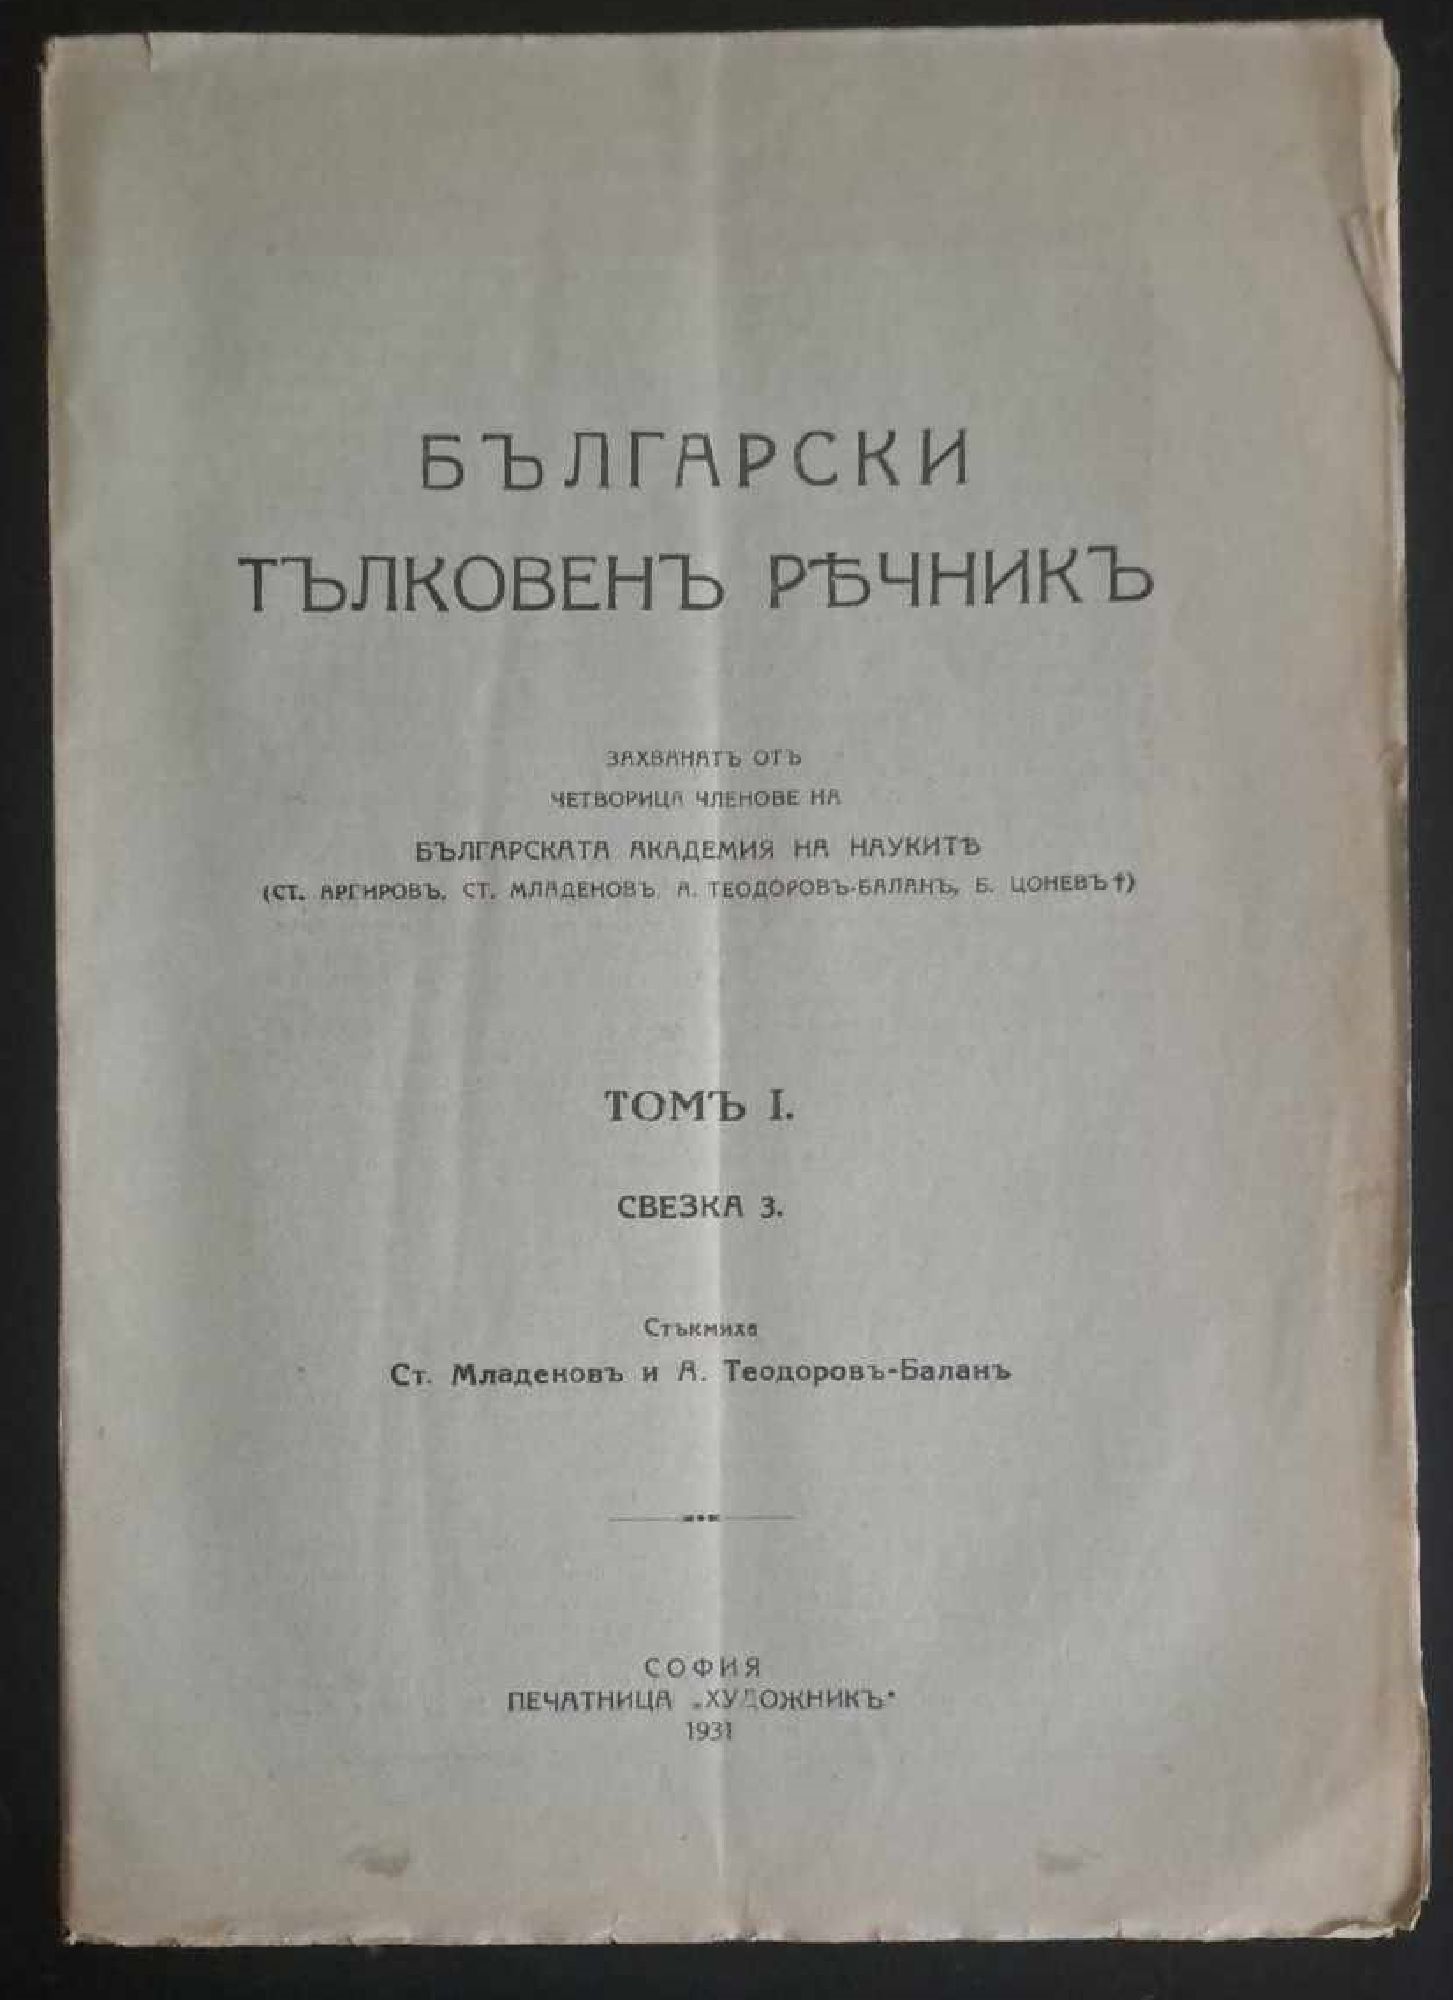 БЪЛГАРСКИ
ТЪЛКОВЕНЪ РѢЧНИКЪ
ЗАХВАНАТЪ ОТЪ
ЧЕТВОРИЦА ЧЛЕНОВЕ НА
БЪЛГАРСКАТА АКАДЕМИЯ НА НАУКИТѢ
(СТ. АРГИРОВЪ, СТ. МЛАДЕНОВЪ, А. ТЕОДОРОВЪ-БАЛАНЪ, Б. ЦОНЕВЪ †)
ТОМЪ I.
СВЕЗКА 3.
Стъкмиха
Ст. Младеновъ и А. Теодоровъ-Баланъ
СОФИЯ
ПЕЧАТНИЦА „ХУДОЖНИКЪ“
1931